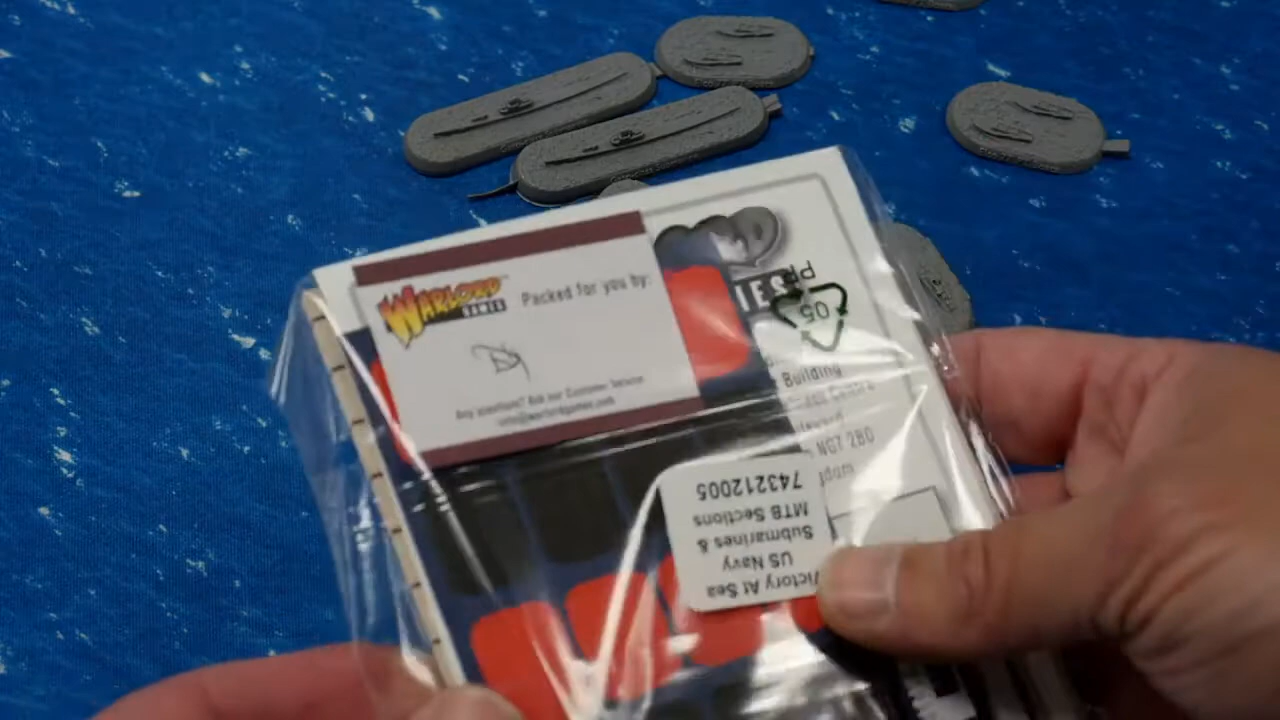 WARLORD
GAMES
Packed for you by:
Any questions? Ask our Customer Service
info@warlordgames.com
05
Building
NG7 2BD
Victory At Sea
US Navy
Submarines &
MTB Sections
743212005